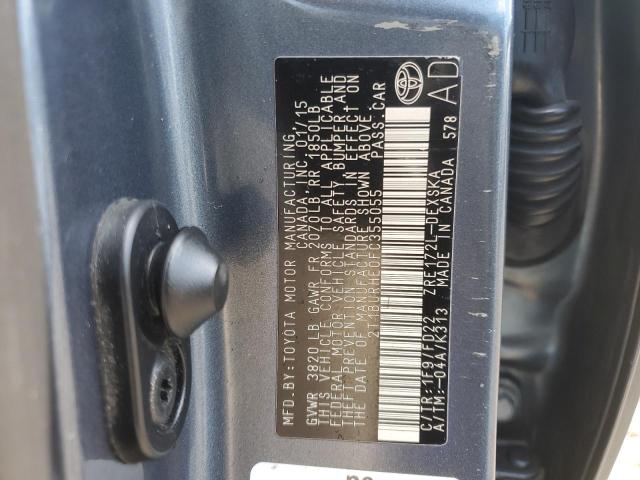 MFD.BY:TOYOTA MOTOR MANUFACTURING
CANADA, INC. 01/15
GVWR 3820 LB GAWR FR 2070LB RR 1850LB
THIS VEHICLE CONFORMS TO ALL APPLICABLE
FEDERAL MOTOR VEHICLE SAFETY, BUMPER, AND
THEFT PREVENTION STANDARDS IN EFFECT ON
THE DATE OF MANUFACTURE SHOWN ABOVE.
2T1BURHE0FC355055 PASS.CAR
C/TR:1F9/FD22 ZRE172L-DEXSKA
A/TM:-04A/K313 MADE IN CANADA 578
AD